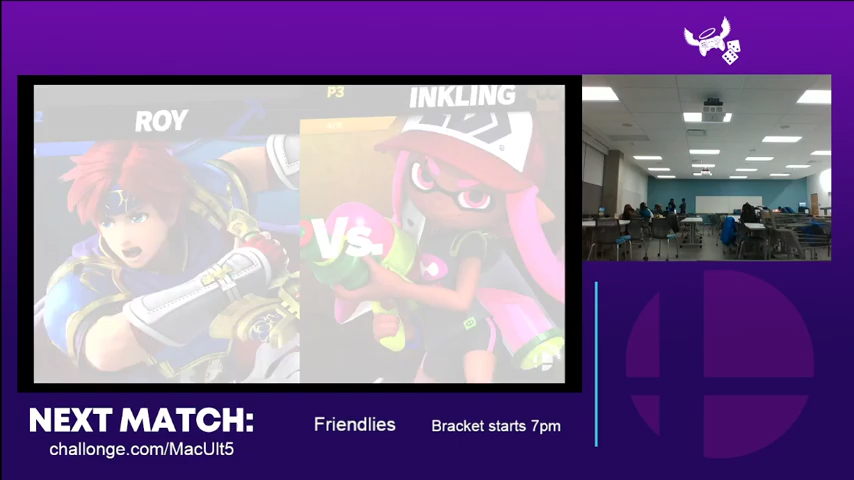 P3
ROY
INKLING
Vs.
NEXT MATCH:
Friendlies
Bracket starts 7pm
challonge.com/MacUlt5